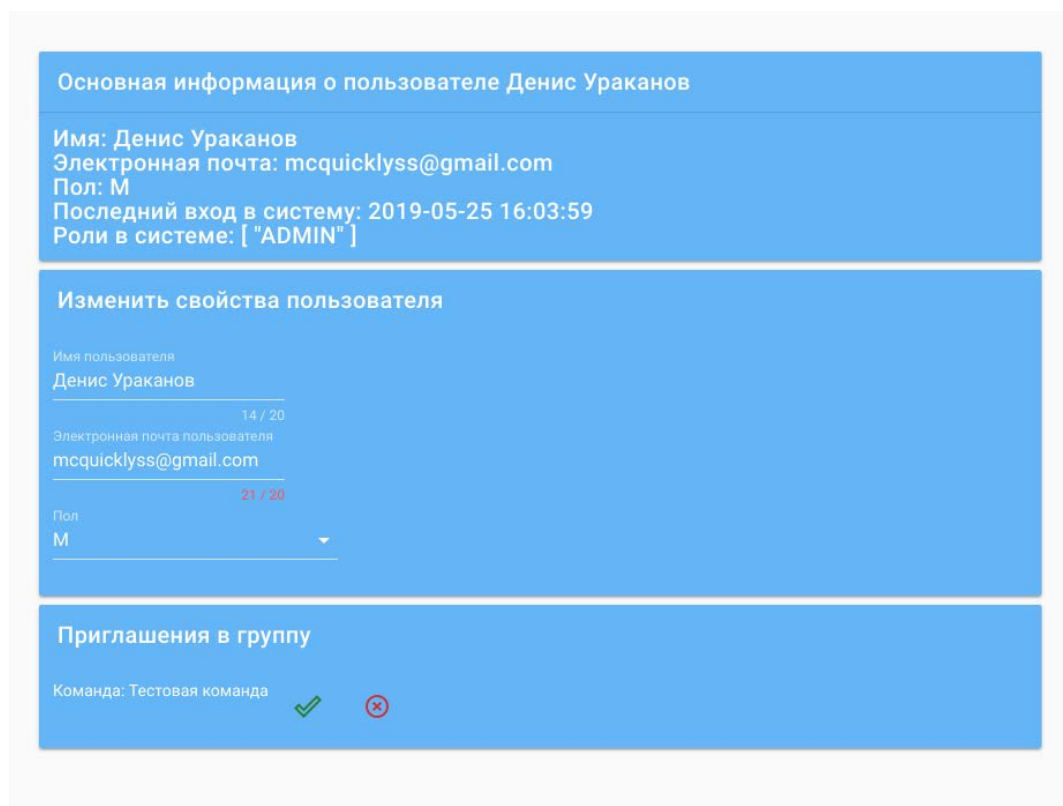 Основная информация о пользователе Денис Ураканов
Имя: Денис Ураканов
Электронная почта: mcquicklyss@gmail.com
Пол: М
Последний вход в систему: 2019-05-25 16:03:59
Роли в системе: [ "ADMIN" ]
Изменить свойства пользователя
Имя пользователя
Денис Ураканов
14 / 20
Электронная почта пользователя
mcquicklyss@gmail.com
21 / 20
Пол
М
Приглашения в группу
Команда: Тестовая команда